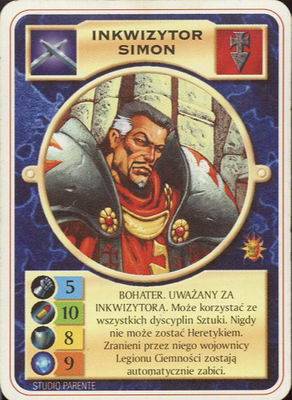 INKWIZYTOR
SIMON
5
10
8
9
BOHATER. UWAŻANY ZA
INKWIZYTORA. Może korzystać ze
wszystkich dyscyplin Sztuki. Nigdy
nie może zostać Heretykiem.
Zranieni przez niego wojownicy
Legionu Ciemności zostają
automatycznie zabici.
STUDIO PARENTE